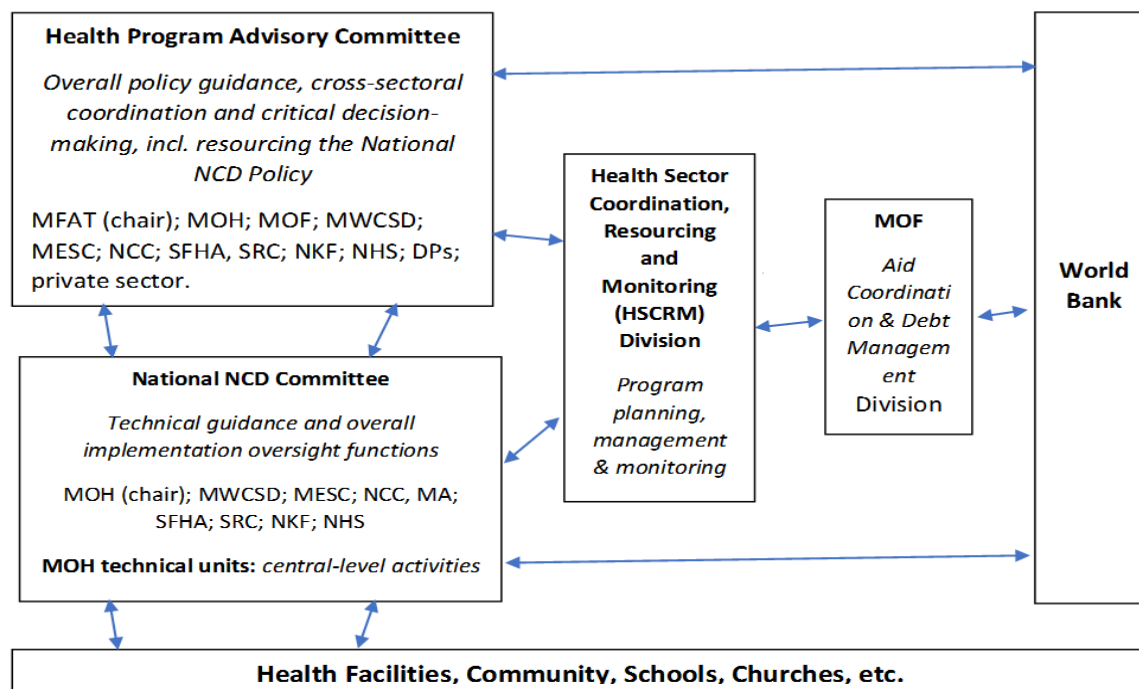 Health Program Advisory Committee
Overall policy guidance, cross-sectoral
coordination and critical decision-
making, incl. resourcing the National
NCD Policy
MFAT (chair); MOH; MOF; MWCSD;
MESC; NCC; SFHA, SRC; NKF; NHS; DPs;
private sector.
National NCD Committee
Technical guidance and overall
implementation oversight functions
MOH (chair); MWCSD; MESC; NCC, MA;
SFHA; SRC; NKF; NHS
MOH technical units: central-level activities
Health Sector
Coordination,
Resourcing
and
Monitoring
(HSCRM)
Division
Program
planning,
management
& monitoring
MOF
Aid
Coordinati
on & Debt
Managem
ent
Division
World
Bank
Health Facilities, Community, Schools, Churches, etc.